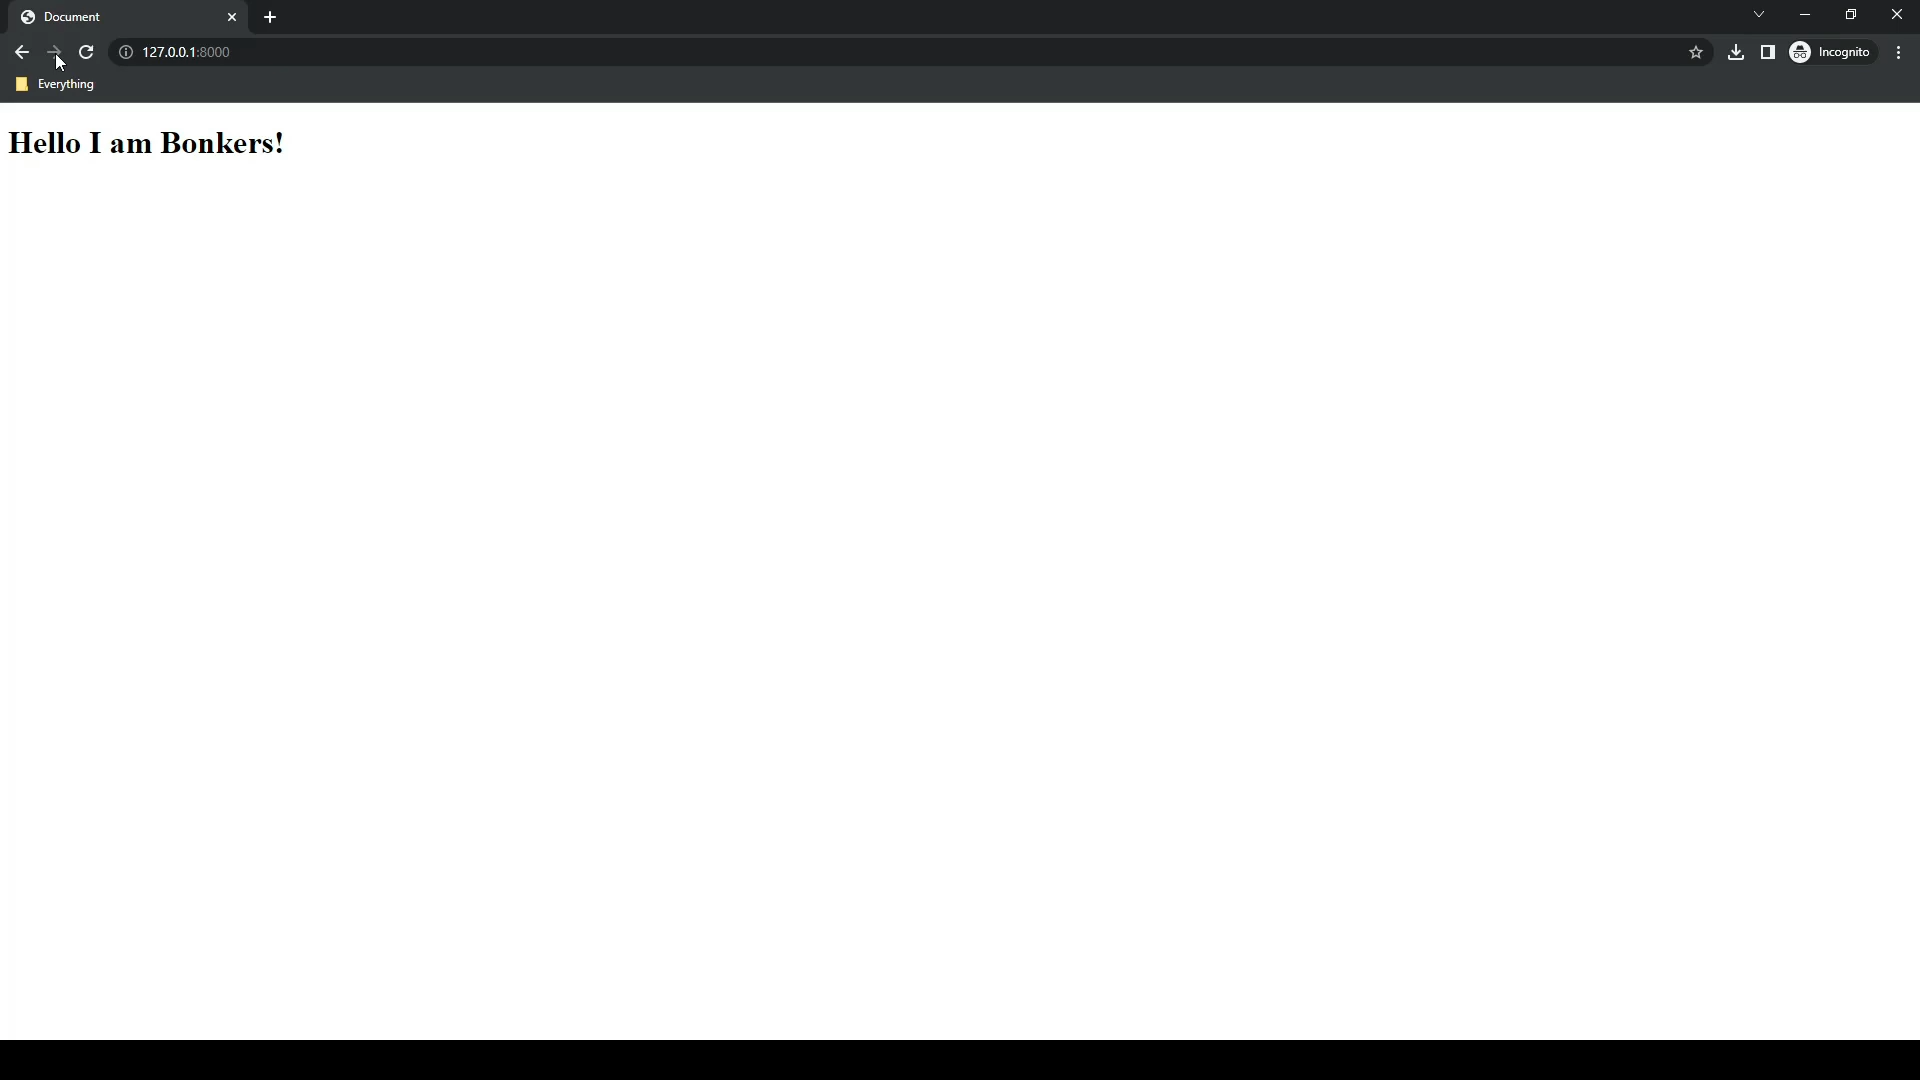 Document
127.0.0.1:8000
Incognito
Everything
Hello I am Bonkers!